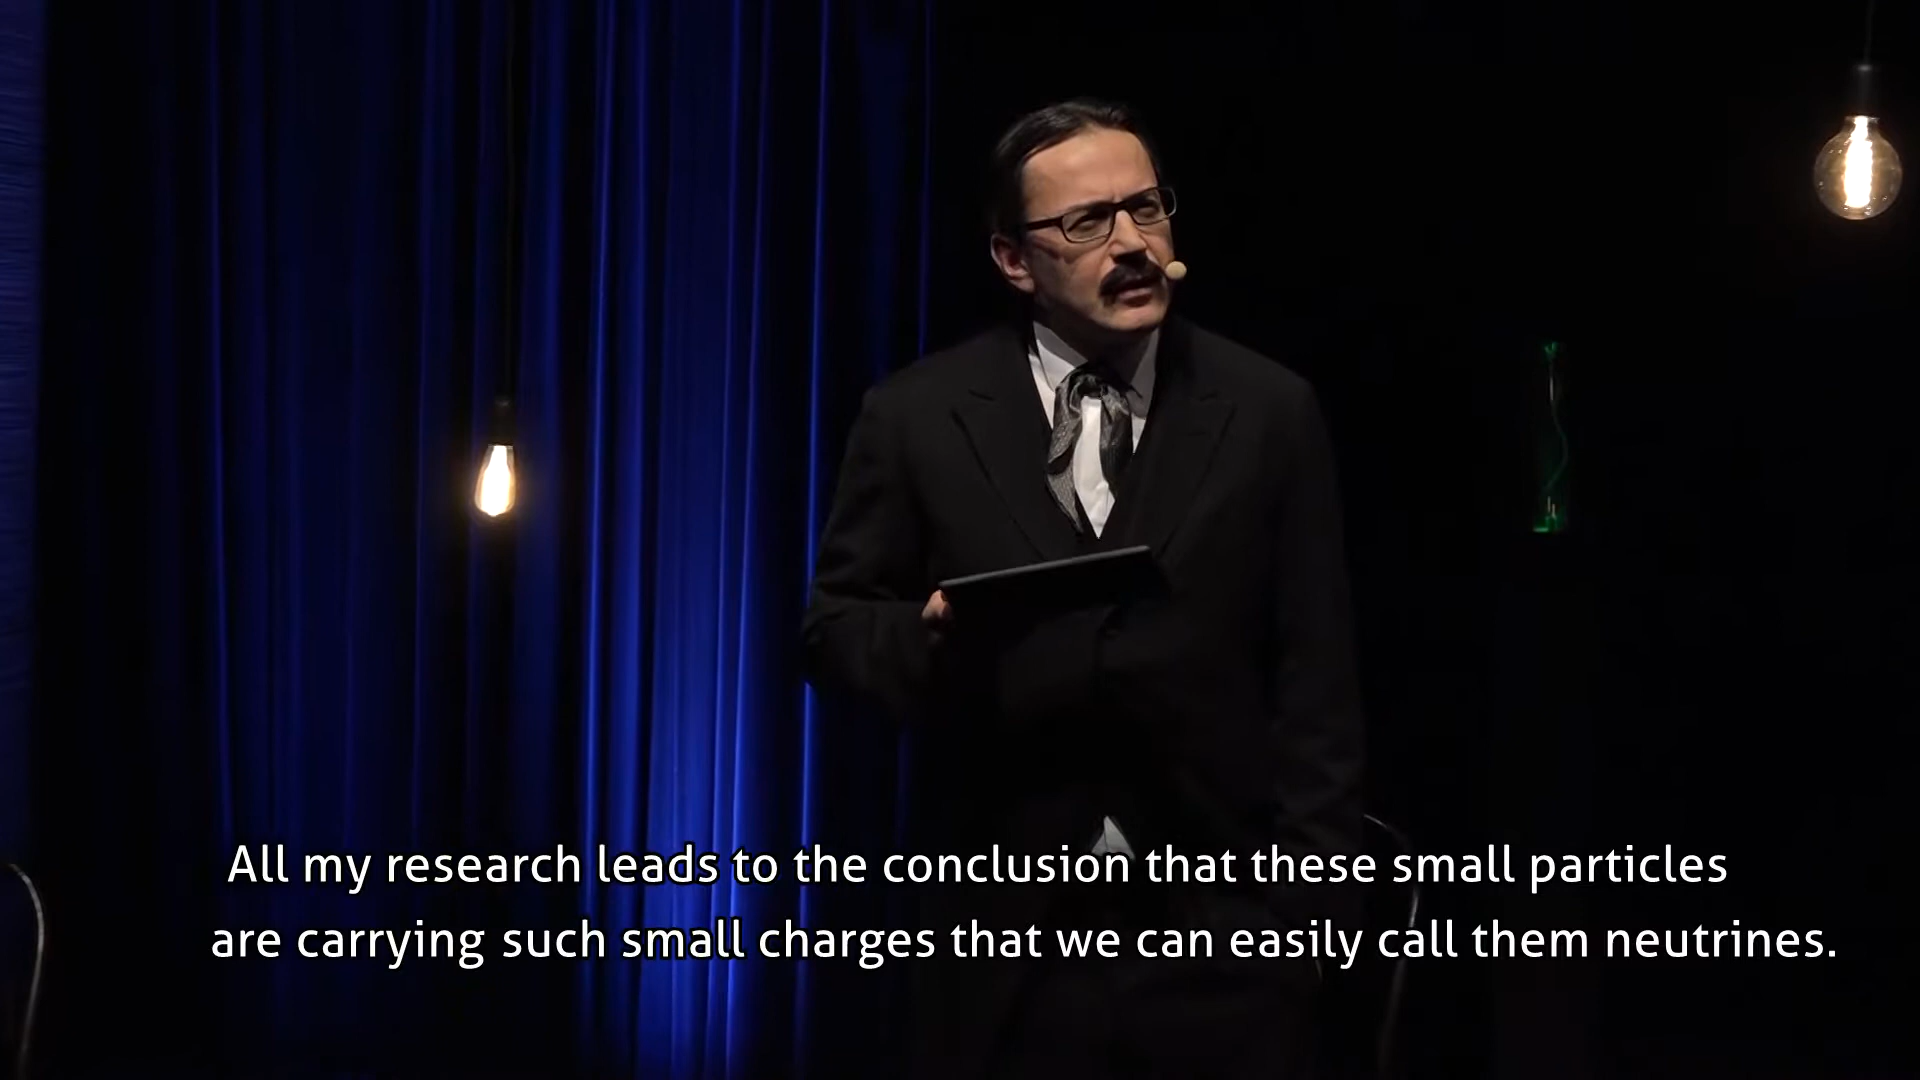 All my research leads to the conclusion that these small particles
are carrying such small charges that we can easily call them neutrines.